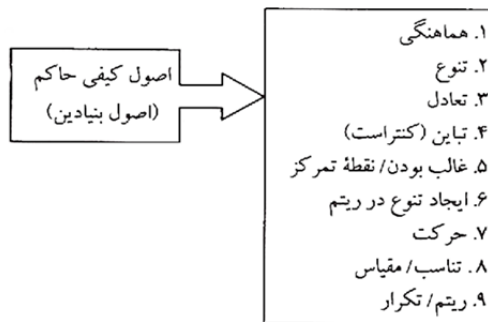 اصول کیفی حاکم
(اصول بنیادین)
۱. هماهنگی
۲. تنوع
۳. تعادل
۴. تباین (کنتراست)
۵. غالب بودن/ نقطهٔ تمرکز
۶. ایجاد تنوع در ریتم
۷. حرکت
۸. تناسب/ مقیاس
۹. ریتم/ تکرار